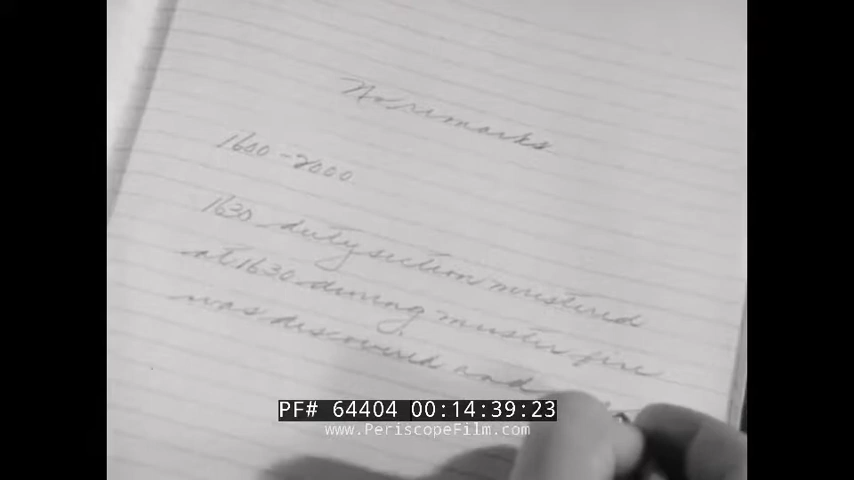 No remarks
1600-2000
1630 duty section mustered
at 1630 during muster fire
was discovered and
PF# 64404 00:14:39:23
www.PeriscopeFilm.com